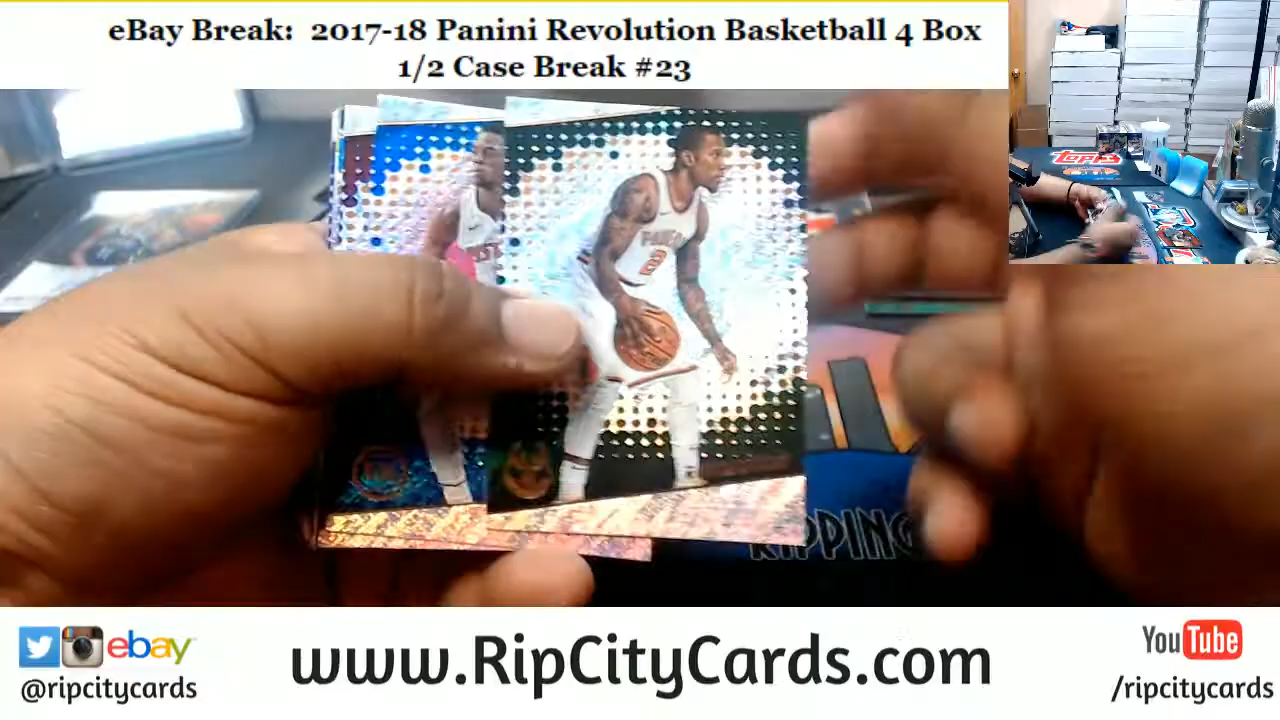 eBay Break:  2017-18 Panini Revolution Basketball 4 Box
1/2 Case Break #23
topps
2
RIPPING
ebay
@ripcitycards
www.RipCityCards.com
YouTube
/ripcitycards